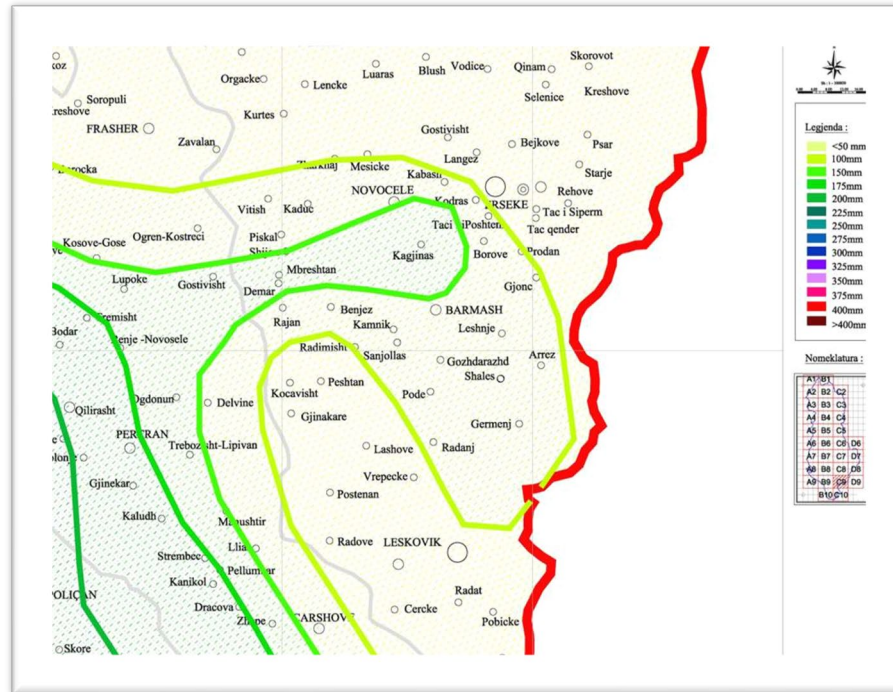 Skorovot
Luaras
Blush
Vodice
Qinam
Orgacke
Lencke
Selenice
Kreshove
Soropuli
Kurtes
FRASHER
Gostivisht
Zavalan
Bejkove
Psar
Langez
Mesicke
Starje
Kabash
NOVOCELE
Rehove
Kodras
Vitish
Kaduc
Tac i Siperm
Tac qender
Ogren-Kostreci
Piskal
Kosove-Gose
Kagjinas
Borove
Prodan
Mbreshtan
Lupoke
Gostivisht
Demar
Gjonc
Benjez
BARMASH
Rajan
Kamnik
Leshnje
Bodar
Radimisht
Sanjollas
Arrez
Gozhdarazhd
Shales
Kocavisht
Peshtan
Pode
Ogdonun
Delvine
Qilirasht
Gjinakare
Germenj
Trebozisht-Lipivan
Lashove
Radanj
Gjinekar
Vrepecke
Postenan
Kaludh
Radove
LESKOVIK
Llia
Strembec
Kanikol
Radat
Dracova
Cercke
Pobicke
Skore
Legjenda :
<50 mm
100mm
150mm
175mm
200mm
225mm
250mm
275mm
300mm
325mm
350mm
375mm
400mm
>400mm
Nomeklatura :
A1 B1
A2 B2 C2
A3 B3 C3
A4 B4 C4
A5 B5 C5
A6 B6 C6 D6
A7 B7 C7 D7
A8 B8 C8 D8
A9 B9 C9 D9
B10 C10